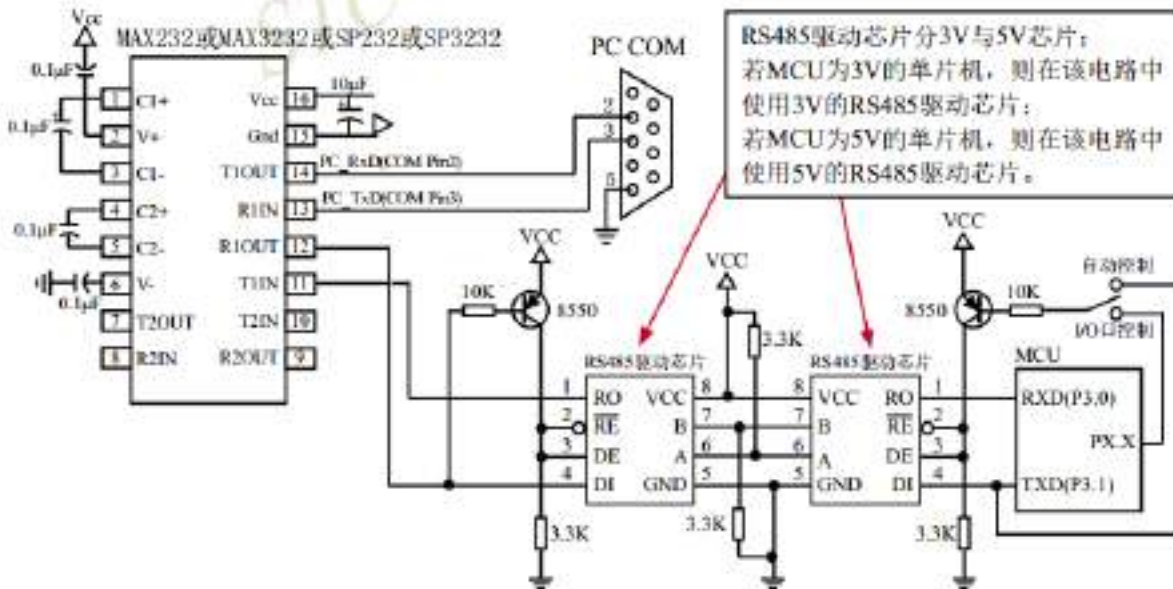 Vcc
MAX232或MAX3232或SP232或SP3232
0.1μF
0.1μF
0.1μF
0.1μF
1 C1+
2 V+
3 C1-
4 C2+
5 C2-
6 V-
7 T2OUT
8 R2IN
Vcc 16
Gnd 15
T1OUT 14
R1IN 13
R1OUT 12
T1IN 11
T2IN 10
R2OUT 9
10μF
PC_RxD(COM Pin2)
PC_TxD(COM Pin3)
PC COM
2
3
5
RS485驱动芯片分3V与5V芯片;
若MCU为3V的单片机,则在该电路中
使用3V的RS485驱动芯片;
若MCU为5V的单片机,则在该电路中
使用5V的RS485驱动芯片。
VCC
10K
8550
VCC
3.3K
VCC
8550
10K
自动控制
I/O口控制
RS485驱动芯片
1 RO
2 RE
3 DE
4 DI
VCC 8
B 7
A 6
GND 5
3.3K
3.3K
RS485驱动芯片
8 VCC
7 B
6 A
5 GND
RO 1
RE 2
DE 3
DI 4
3.3K
MCU
RXD(P3.0)
PX.X
TXD(P3.1)